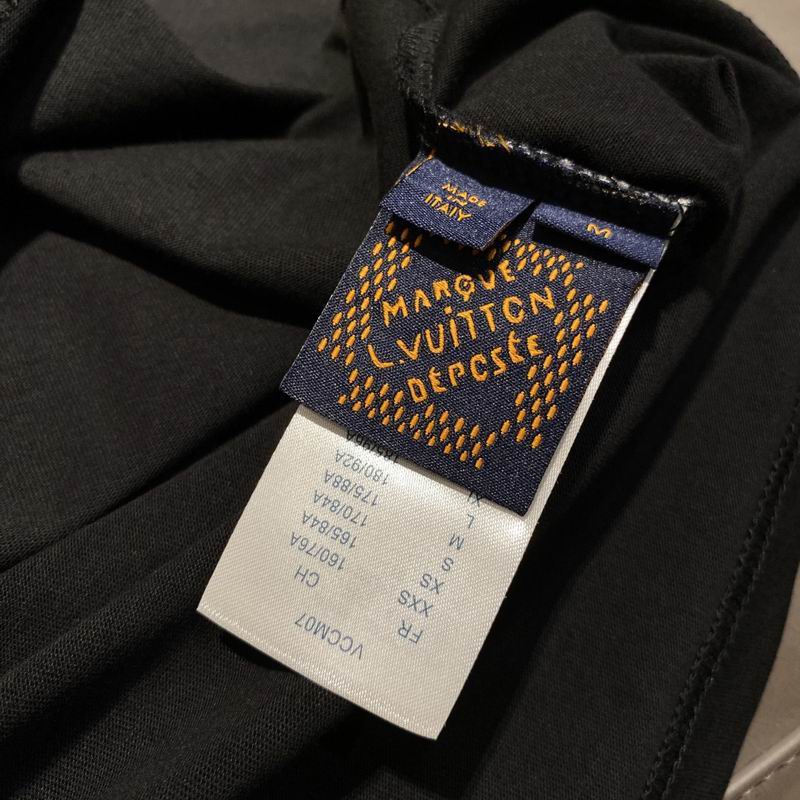 MADE
IN
ITALY
M
MARQUE
L.VUITTON
DÉPOSÉE
VCCM07
FR CH
XXS 160/76A
XS 165/84A
S 170/84A
M 175/88A
L 180/92A
XL 185/96A